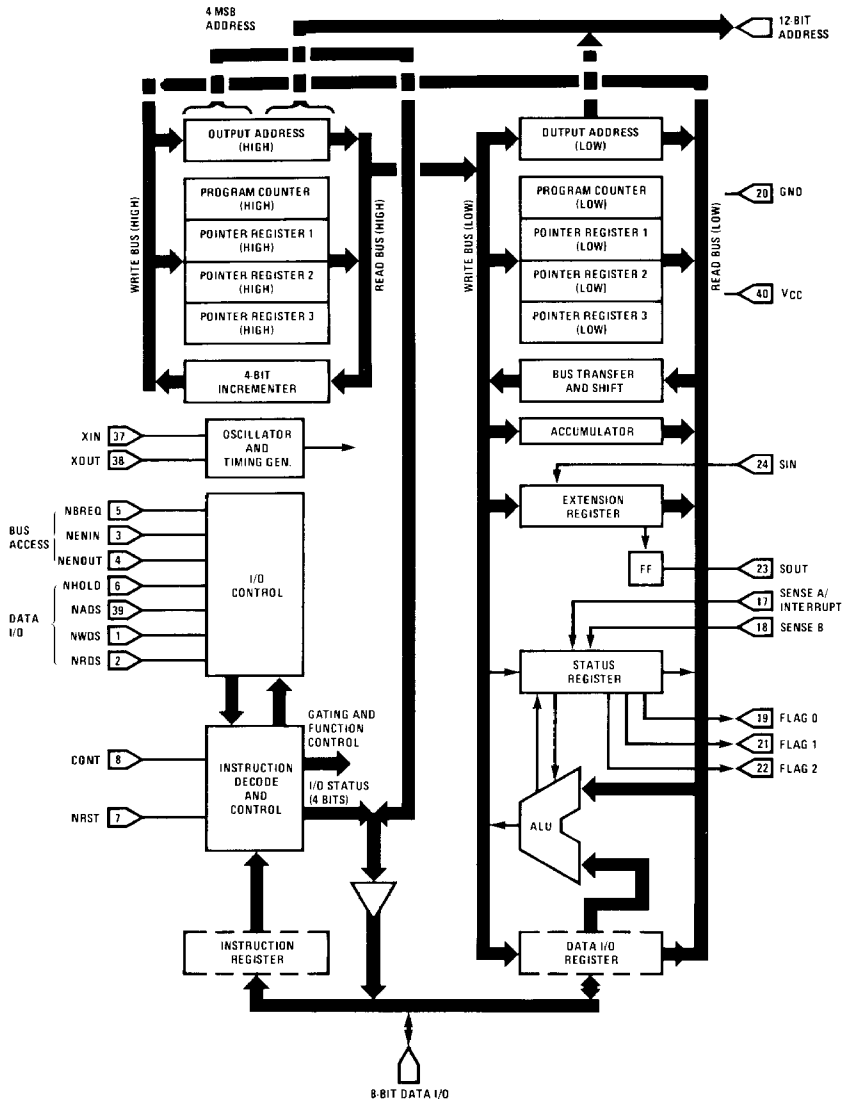 4 MSB
ADDRESS
12-BIT
ADDRESS
OUTPUT ADDRESS
(HIGH)
PROGRAM COUNTER
(HIGH)
POINTER REGISTER 1
(HIGH)
POINTER REGISTER 2
(HIGH)
POINTER REGISTER 3
(HIGH)
4-BIT
INCREMENTER
WRITE BUS (HIGH)
READ BUS (HIGH)
OUTPUT ADDRESS
(LOW)
PROGRAM COUNTER
(LOW)
POINTER REGISTER 1
(LOW)
POINTER REGISTER 2
(LOW)
POINTER REGISTER 3
(LOW)
WRITE BUS (LOW)
READ BUS (LOW)
20 GND
40 VCC
BUS TRANSFER
AND SHIFT
ACCUMULATOR
EXTENSION
REGISTER
24 SIN
FF
23 SOUT
17 SENSE A/
INTERRUPT
18 SENSE B
STATUS
REGISTER
19 FLAG 0
21 FLAG 1
22 FLAG 2
ALU
DATA I/O
REGISTER
XIN 37
XOUT 38
OSCILLATOR
AND
TIMING GEN.
BUS
ACCESS
NBREQ 5
NENIN 3
NENOUT 4
DATA
I/O
NHOLD 6
NADS 39
NWDS 1
NRDS 2
I/O
CONTROL
GATING AND
FUNCTION
CONTROL
I/O STATUS
(4 BITS)
CONT 8
NRST 7
INSTRUCTION
DECODE
AND
CONTROL
INSTRUCTION
REGISTER
8-BIT DATA I/O